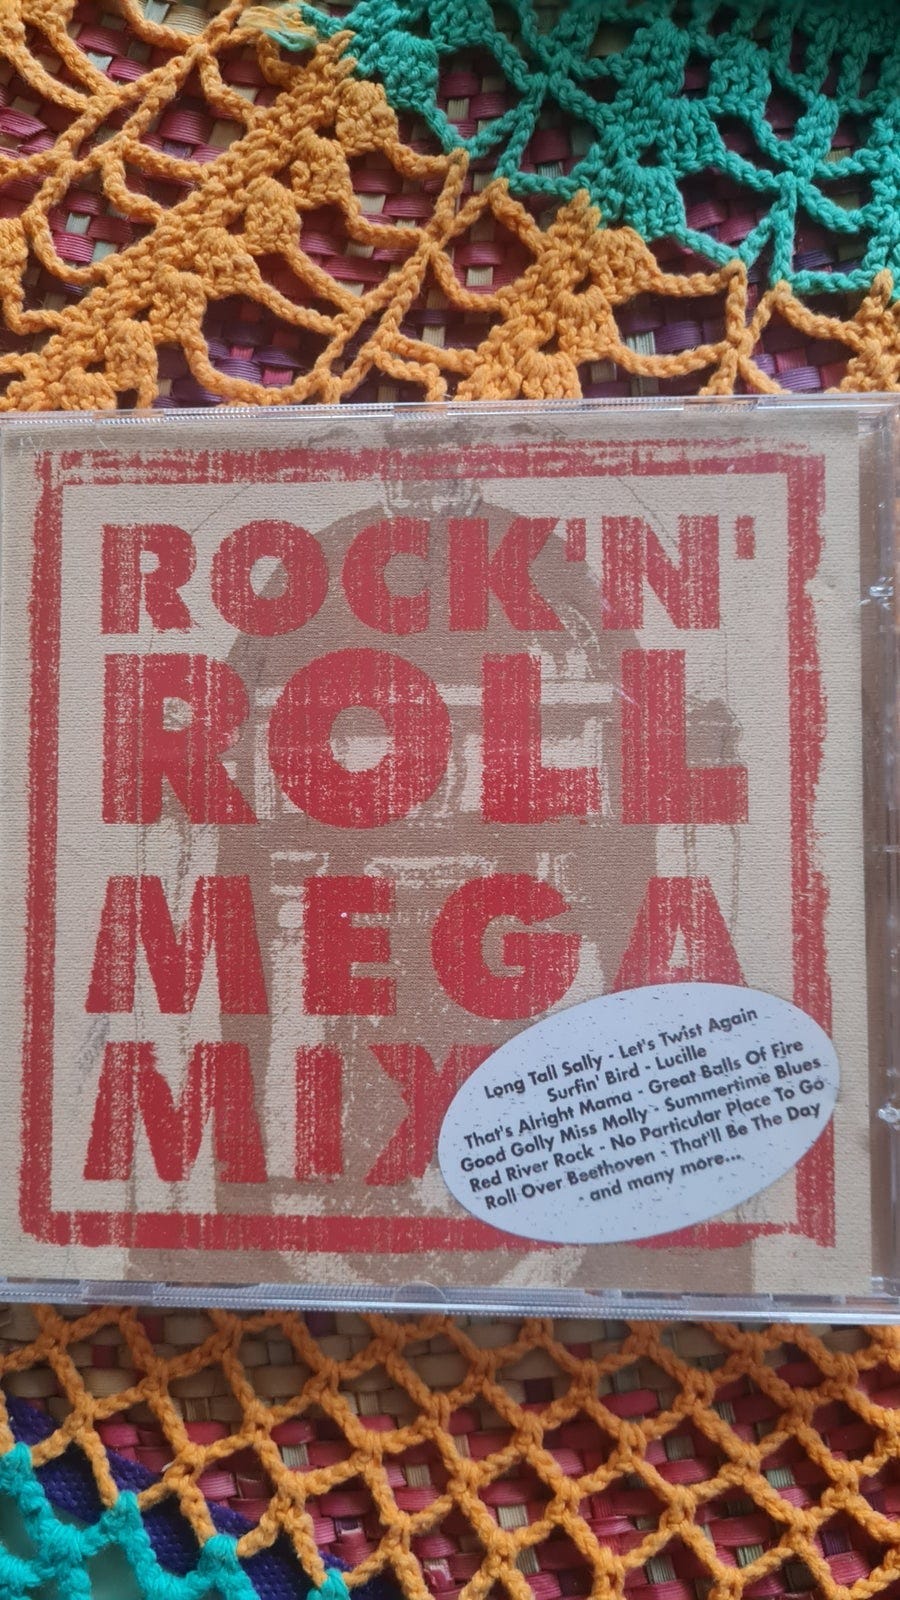 ROCK'N'
ROLL
MEGA
MIX
Long Tall Sally - Let's Twist Again
Surfin' Bird - Lucille
That's Alright Mama - Great Balls Of Fire
Good Golly Miss Molly - Summertime Blues
Red River Rock - No Particular Place To Go
Roll Over Beethoven - That'll Be The Day
- and many more...